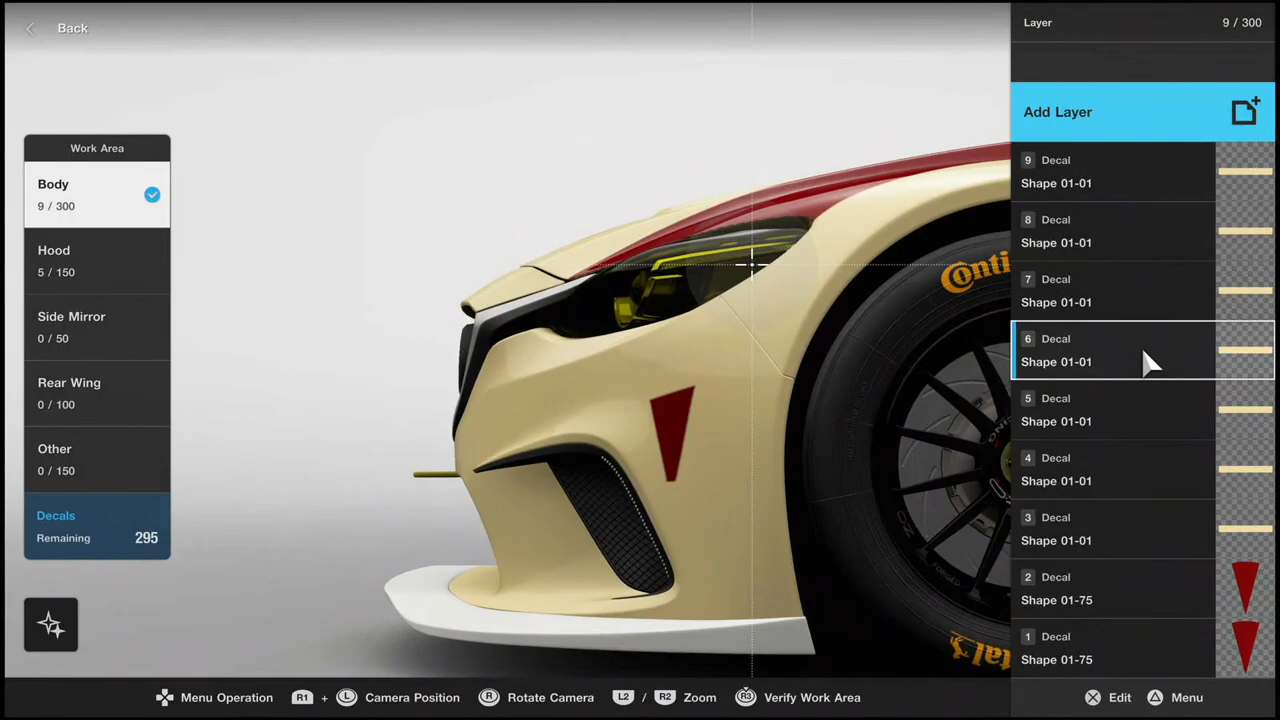 Back
Layer 9 / 300
Add Layer
Work Area
Body
9 / 300
Hood
5 / 150
Side Mirror
0 / 50
Rear Wing
0 / 100
Other
0 / 150
Decals
Remaining 295
9 Decal
Shape 01-01
8 Decal
Shape 01-01
7 Decal
Shape 01-01
6 Decal
Shape 01-01
5 Decal
Shape 01-01
4 Decal
Shape 01-01
3 Decal
Shape 01-01
2 Decal
Shape 01-75
1 Decal
Shape 01-75
Conti
tal
FORGED
Menu Operation R1 + L Camera Position R Rotate Camera L2 / R2 Zoom R3 Verify Work Area Edit Menu